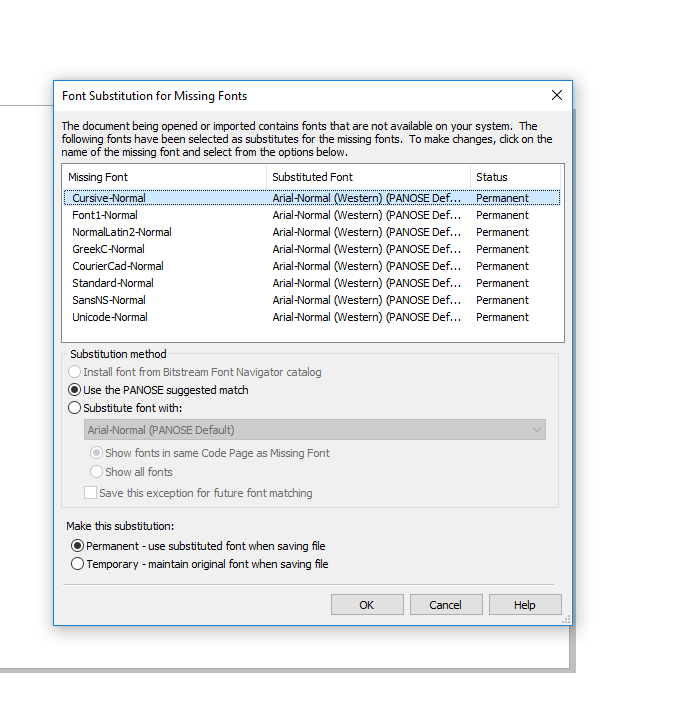 Font Substitution for Missing Fonts
The document being opened or imported contains fonts that are not available on your system. The
following fonts have been selected as substitutes for the missing fonts. To make changes, click on the
name of the missing font and select from the options below.
Missing Font Substituted Font Status
Cursive-Normal Arial-Normal (Western) (PANOSE Def... Permanent
Font1-Normal Arial-Normal (Western) (PANOSE Def... Permanent
NormalLatin2-Normal Arial-Normal (Western) (PANOSE Def... Permanent
GreekC-Normal Arial-Normal (Western) (PANOSE Def... Permanent
CourierCad-Normal Arial-Normal (Western) (PANOSE Def... Permanent
Standard-Normal Arial-Normal (Western) (PANOSE Def... Permanent
SansNS-Normal Arial-Normal (Western) (PANOSE Def... Permanent
Unicode-Normal Arial-Normal (Western) (PANOSE Def... Permanent
Substitution method
Install font from Bitstream Font Navigator catalog
Use the PANOSE suggested match
Substitute font with:
Arial-Normal (PANOSE Default)
Show fonts in same Code Page as Missing Font
Show all fonts
Save this exception for future font matching
Make this substitution:
Permanent - use substituted font when saving file
Temporary - maintain original font when saving file
OK Cancel Help